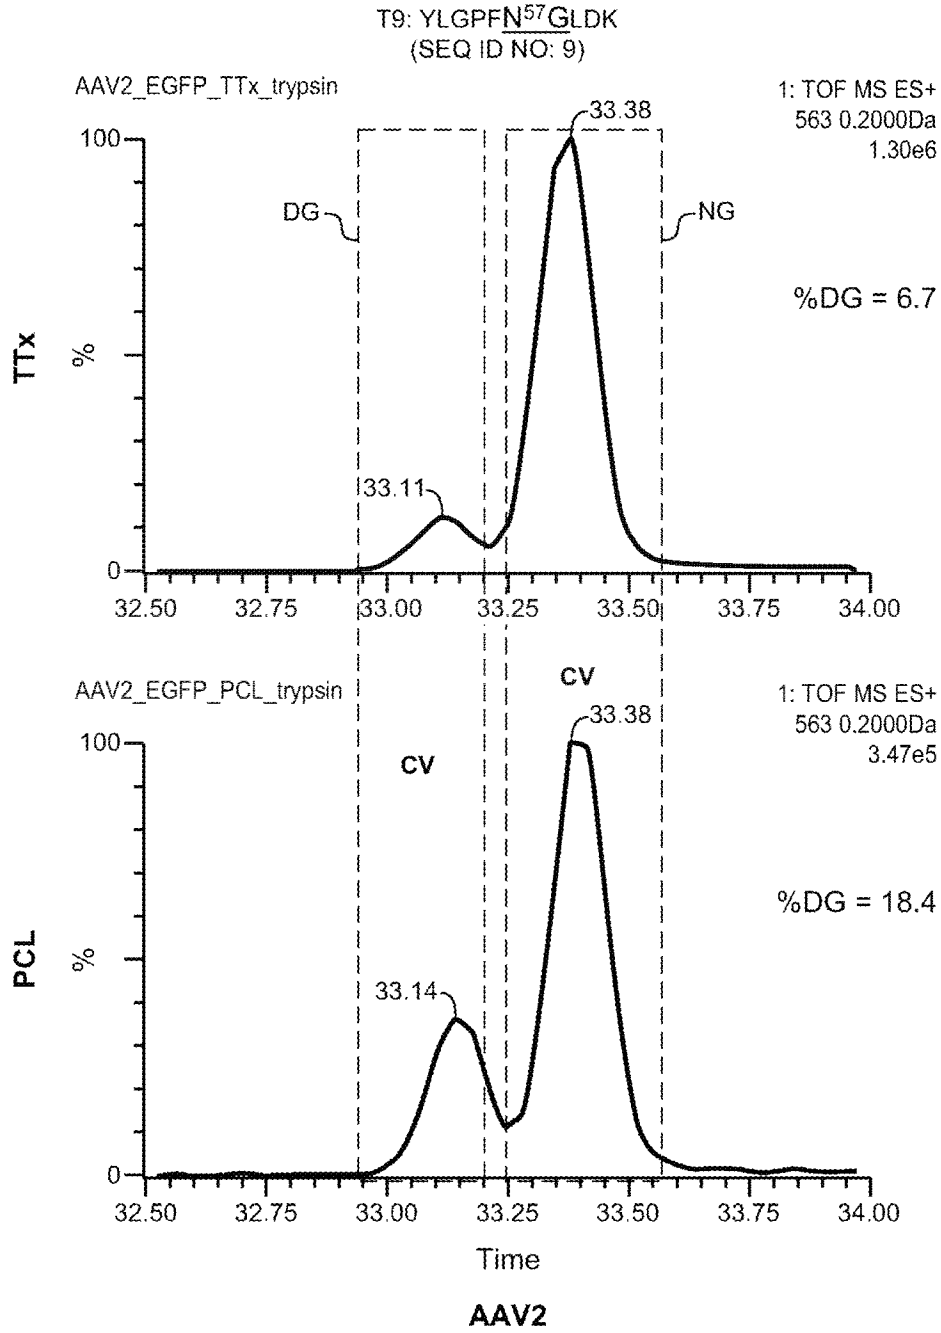 T9: YLGPFN⁵⁷GLDK
(SEQ ID NO: 9)
AAV2_EGFP_TTx_trypsin
1: TOF MS ES+
563 0.2000Da
1.30e6
33.38
100
DG
NG
%DG = 6.7
TTx
%
33.11
0
32.50 32.75 33.00 33.25 33.50 33.75 34.00
AAV2_EGFP_PCL_trypsin
CV
1: TOF MS ES+
563 0.2000Da
3.47e5
33.38
100
CV
%DG = 18.4
PCL
%
33.14
0
32.50 32.75 33.00 33.25 33.50 33.75 34.00
Time
AAV2